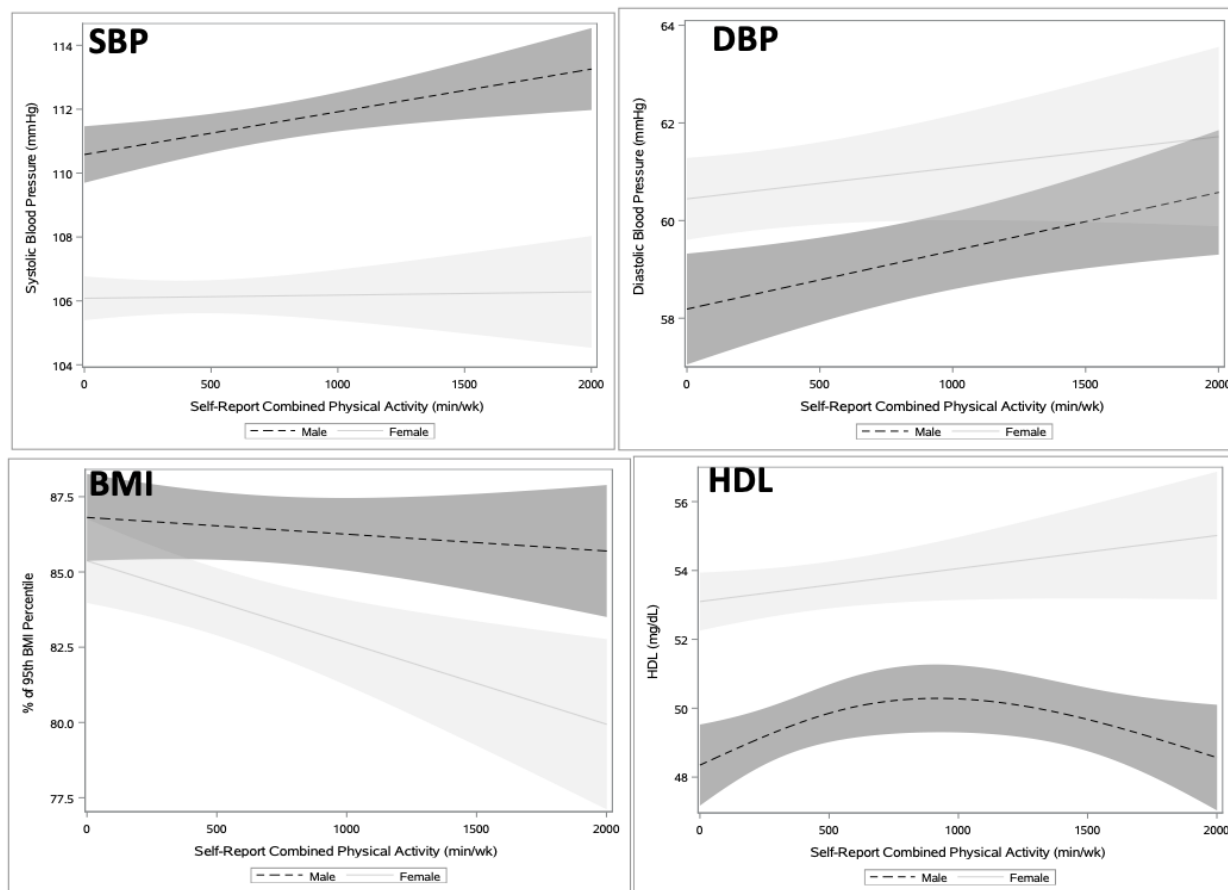 SBP
Systolic Blood Pressure (mmHg)
114
112
110
108
106
104
0 500 1000 1500 2000
Self-Report Combined Physical Activity (min/wk)
Male Female
DBP
Diastolic Blood Pressure (mmHg)
64
62
60
58
0 500 1000 1500 2000
Self-Report Combined Physical Activity (min/wk)
Male Female
BMI
% of 95th BMI Percentile
87.5
85.0
82.5
80.0
77.5
0 500 1000 1500 2000
Self-Report Combined Physical Activity (min/wk)
Male Female
HDL
HDL (mg/dL)
56
54
52
50
48
0 500 1000 1500 2000
Self-Report Combined Physical Activity (min/wk)
Male Female